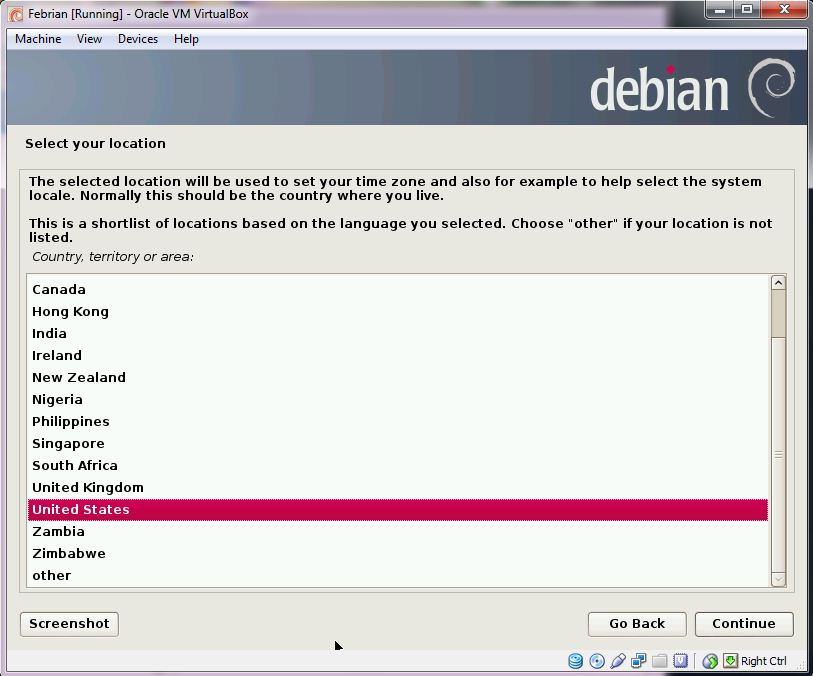 Febrian [Running] - Oracle VM VirtualBox
Machine View Devices Help
debian
Select your location
The selected location will be used to set your time zone and also for example to help select the system
locale. Normally this should be the country where you live.
This is a shortlist of locations based on the language you selected. Choose "other" if your location is not
listed.
Country, territory or area:
Canada
Hong Kong
India
Ireland
New Zealand
Nigeria
Philippines
Singapore
South Africa
United Kingdom
United States
Zambia
Zimbabwe
other
Screenshot Go Back Continue
Right Ctrl